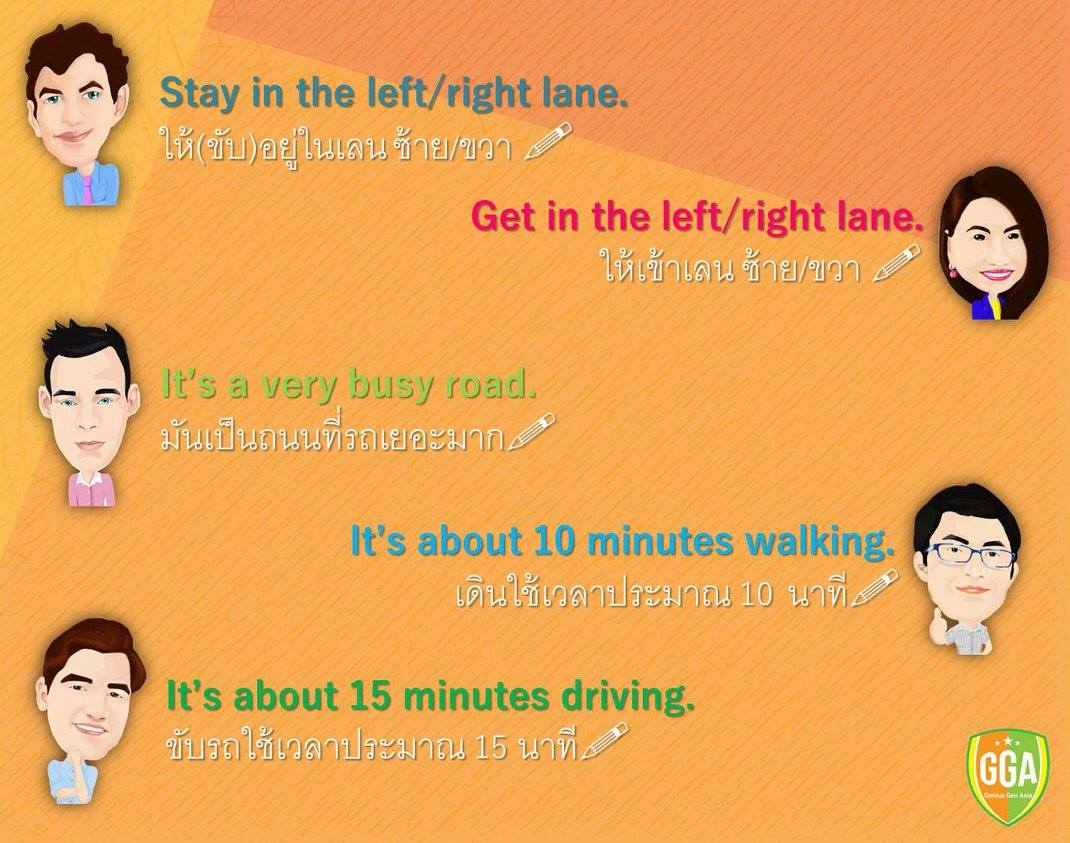 Stay in the left/right lane.
ให้(ขับ)อยู่ในเลน ซ้าย/ขวา
Get in the left/right lane.
ให้เข้าเลน ซ้าย/ขวา
It's a very busy road.
มันเป็นถนนที่รถเยอะมาก
It's about 10 minutes walking.
เดินใช้เวลาประมาณ 10 นาที
It's about 15 minutes driving.
ขับรถใช้เวลาประมาณ 15 นาที
GGA
Genius Gen Asia